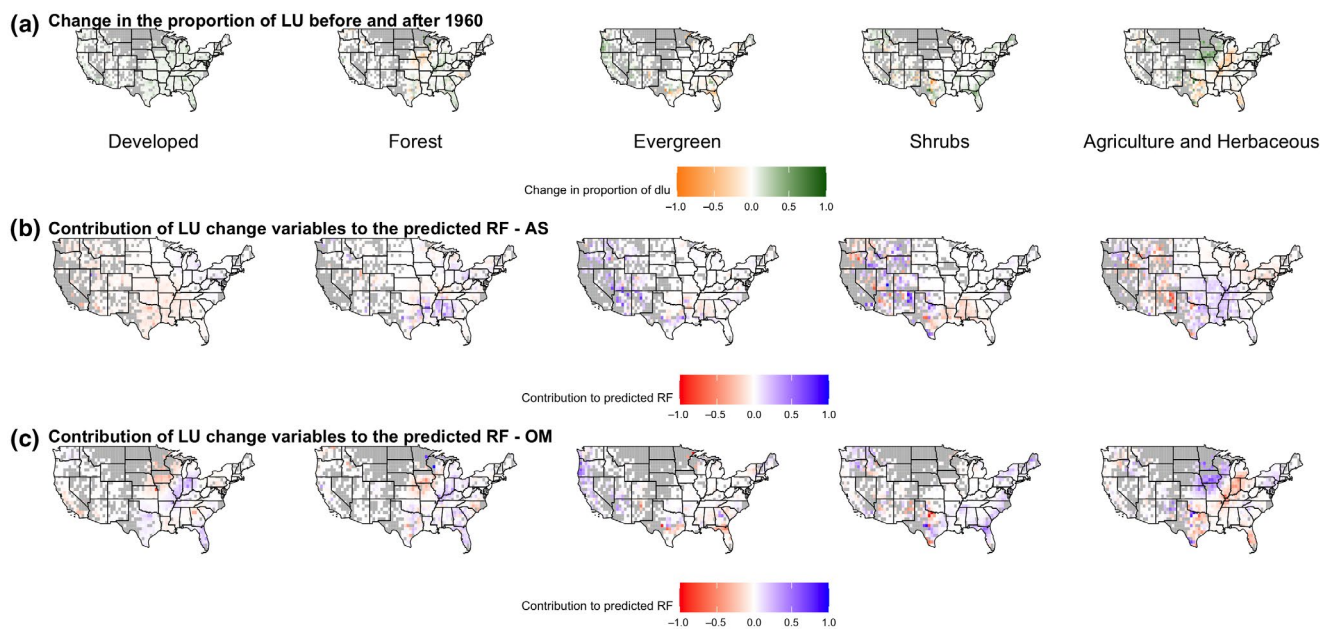 (a) Change in the proportion of LU before and after 1960
Developed Forest Evergreen Shrubs Agriculture and Herbaceous
Change in proportion of dlu
−1.0 −0.5 0.0 0.5 1.0
(b) Contribution of LU change variables to the predicted RF - AS
Contribution to predicted RF
−1.0 −0.5 0.0 0.5 1.0
(c) Contribution of LU change variables to the predicted RF - OM
Contribution to predicted RF
−1.0 −0.5 0.0 0.5 1.0